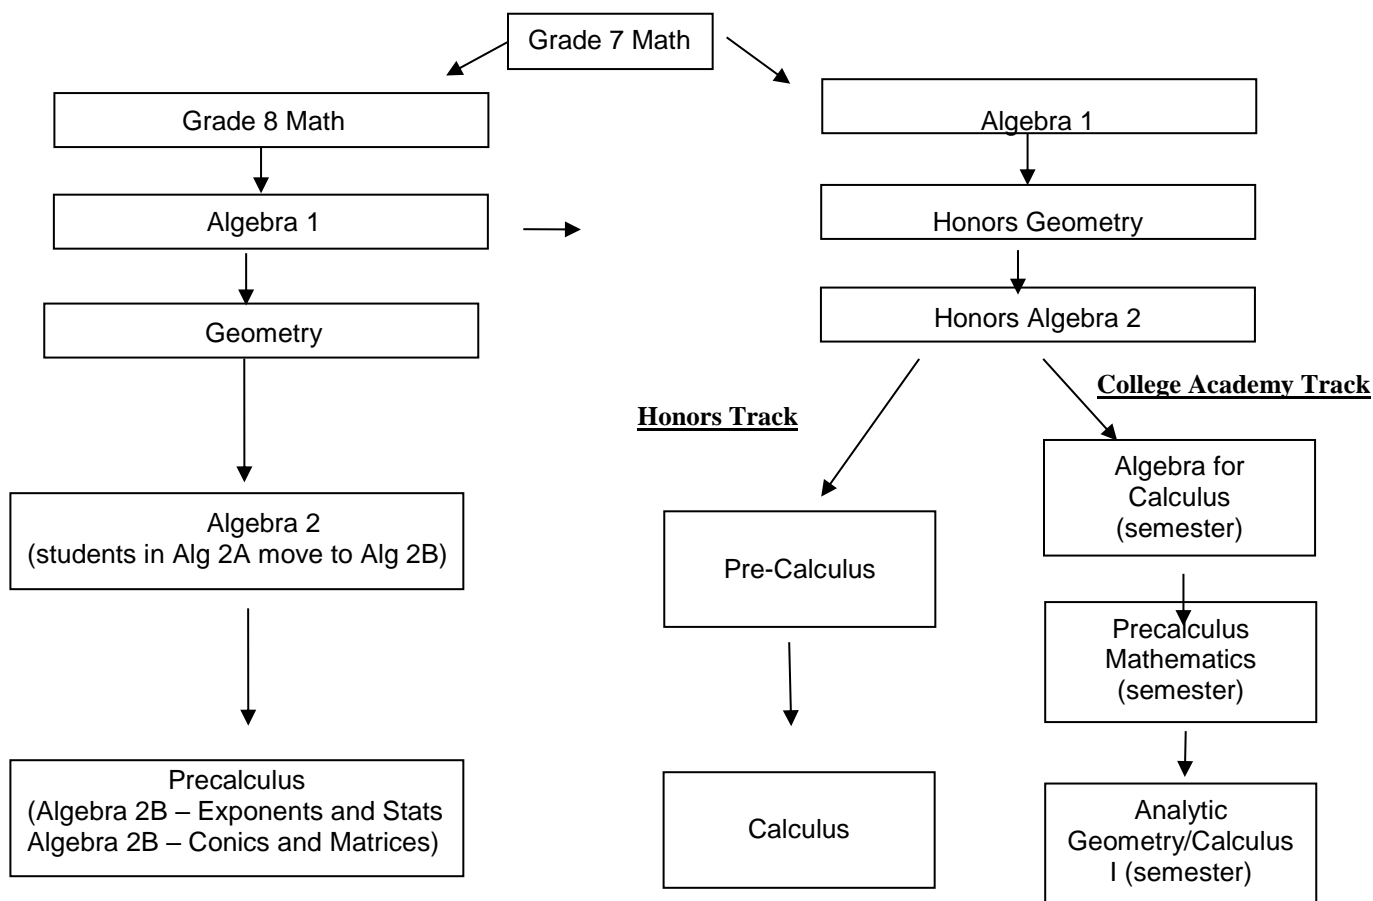 Grade 7 Math
Grade 8 Math
Algebra 1
Algebra 1
Honors Geometry
Geometry
Honors Algebra 2
Honors Track
College Academy Track
Algebra 2
(students in Alg 2A move to Alg 2B)
Pre-Calculus
Algebra for
Calculus
(semester)
Precalculus
Mathematics
(semester)
Precalculus
(Algebra 2B – Exponents and Stats
Algebra 2B – Conics and Matrices)
Calculus
Analytic
Geometry/Calculus
I (semester)